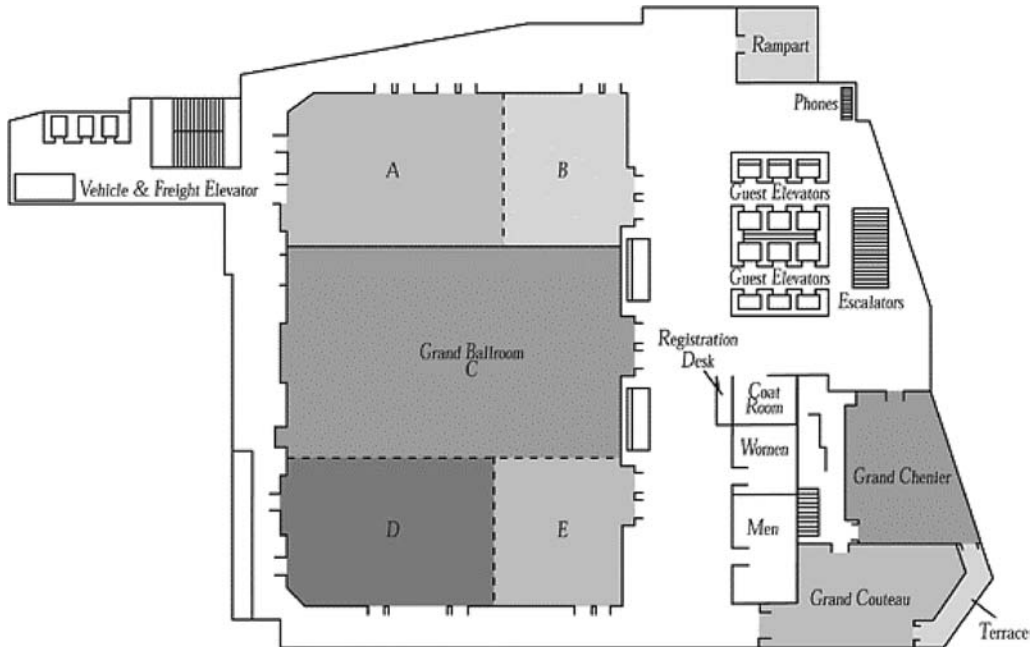 Rampart
Phones
Vehicle & Freight Elevator
A
B
Guest Elevators
Guest Elevators
Escalators
Registration
Desk
Grand Ballroom
C
Coat
Room
Women
Grand Chenier
D
E
Men
Grand Couteau
Terrace